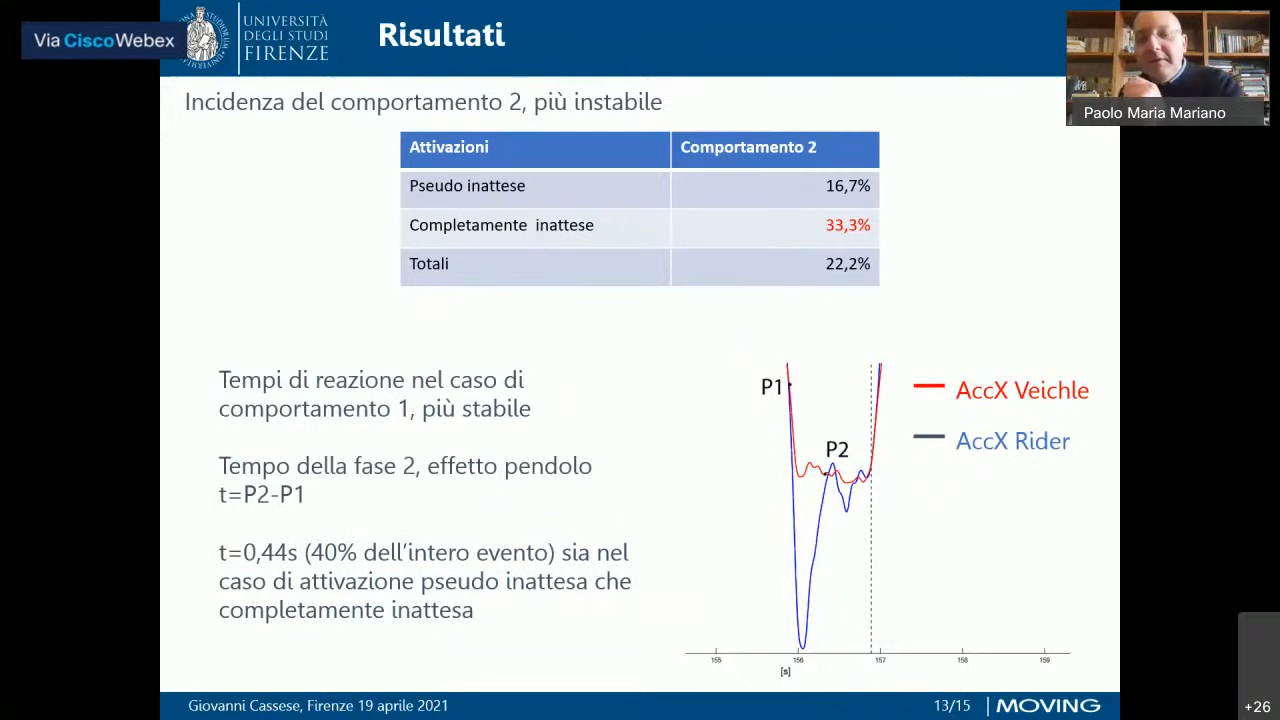 Via CiscoWebex
UNIVERSITÀ
DEGLI STUDI
FIRENZE
Risultati
Paolo Maria Mariano
Incidenza del comportamento 2, più instabile
Attivazioni Comportamento 2
Pseudo inattese 16,7%
Completamente inattese 33,3%
Totali 22,2%
Tempi di reazione nel caso di
comportamento 1, più stabile
Tempo della fase 2, effetto pendolo
t=P2-P1
t=0,44s (40% dell'intero evento) sia nel
caso di attivazione pseudo inattesa che
completamente inattesa
P1
P2
AccX Veichle
AccX Rider
155 156 157 158 159
[s]
Giovanni Cassese, Firenze 19 aprile 2021
13/15
MOVING
+26